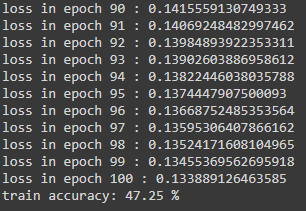 loss in epoch 90 : 0.1415559130749333
loss in epoch 91 : 0.14069248482997462
loss in epoch 92 : 0.13984893922353311
loss in epoch 93 : 0.13902603886958612
loss in epoch 94 : 0.13822446038035788
loss in epoch 95 : 0.1374447907500093
loss in epoch 96 : 0.13668752485353564
loss in epoch 97 : 0.13595306407866162
loss in epoch 98 : 0.13524171608104965
loss in epoch 99 : 0.13455369562695918
loss in epoch 100 : 0.133889126463585
train accuracy: 47.25 %